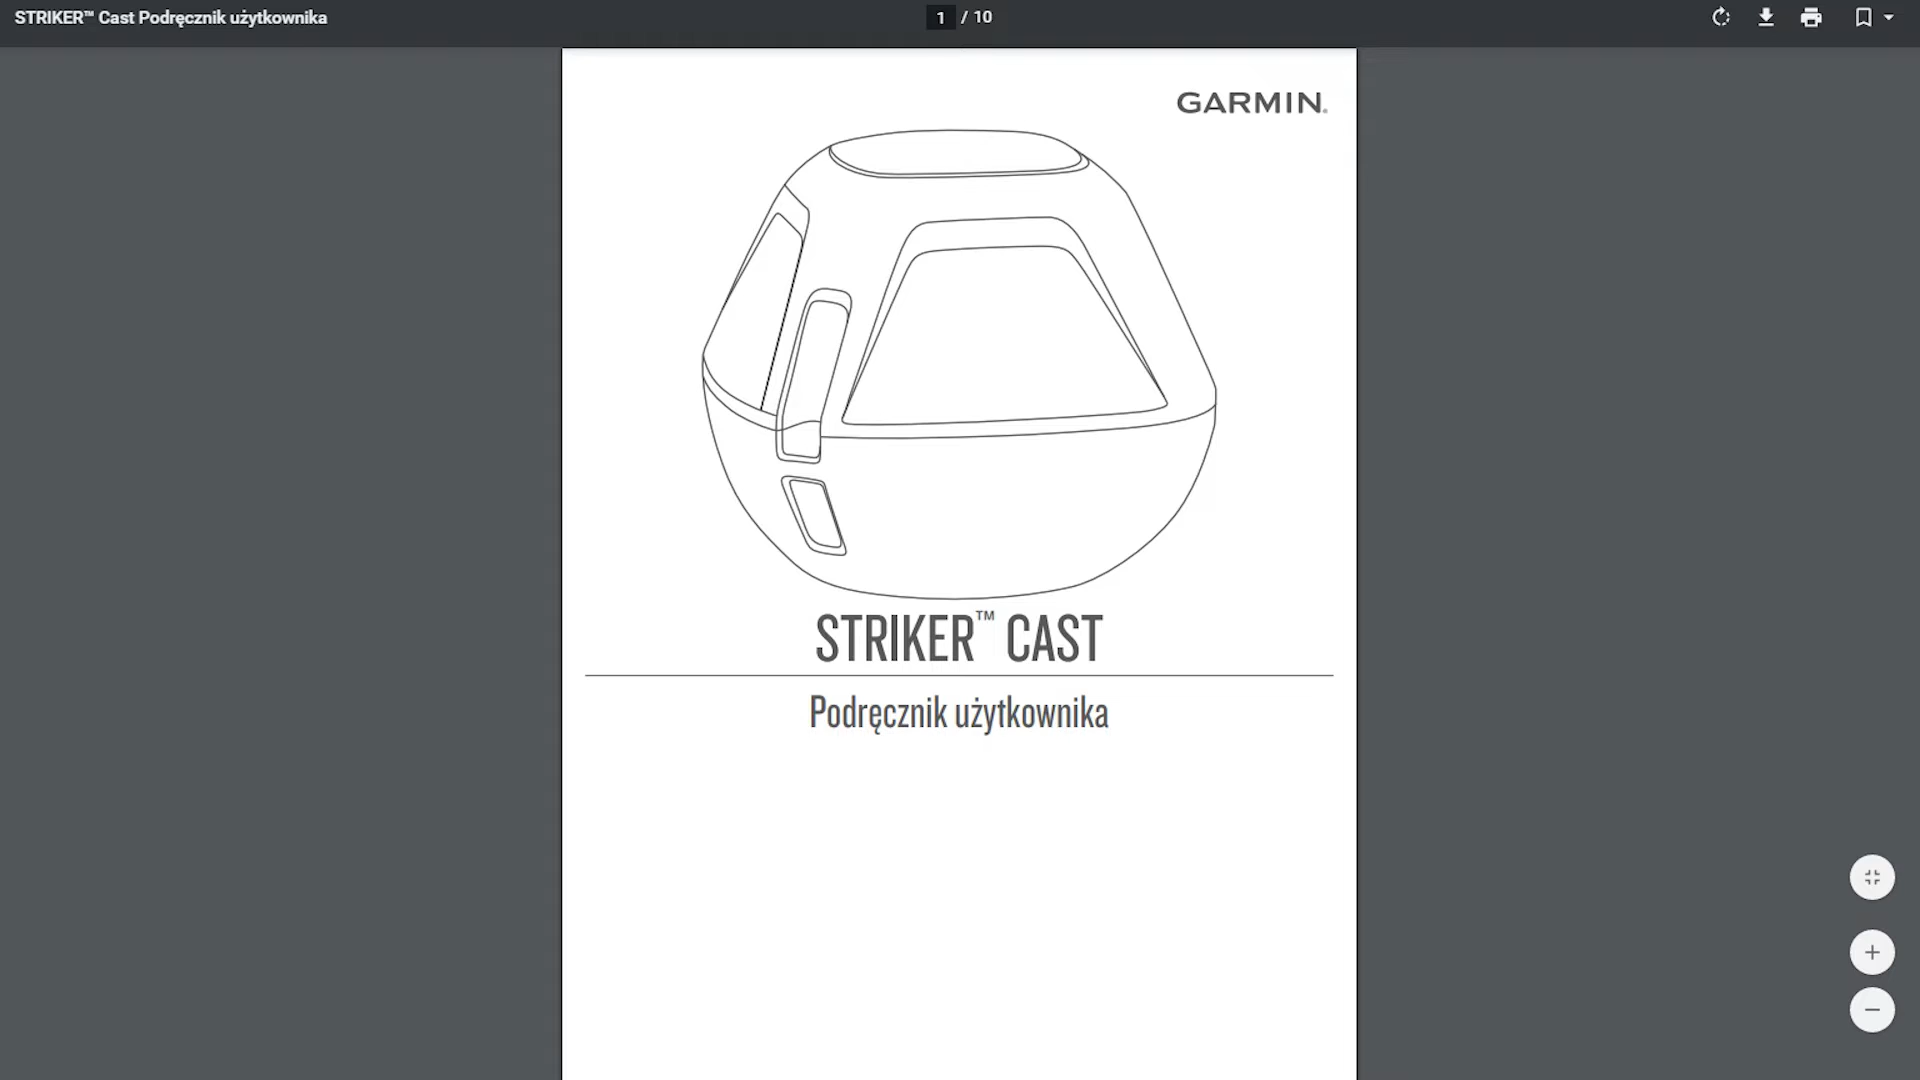 STRIKER™ Cast Podręcznik użytkownika
1 / 10
GARMIN®
STRIKER™ CAST
Podręcznik użytkownika